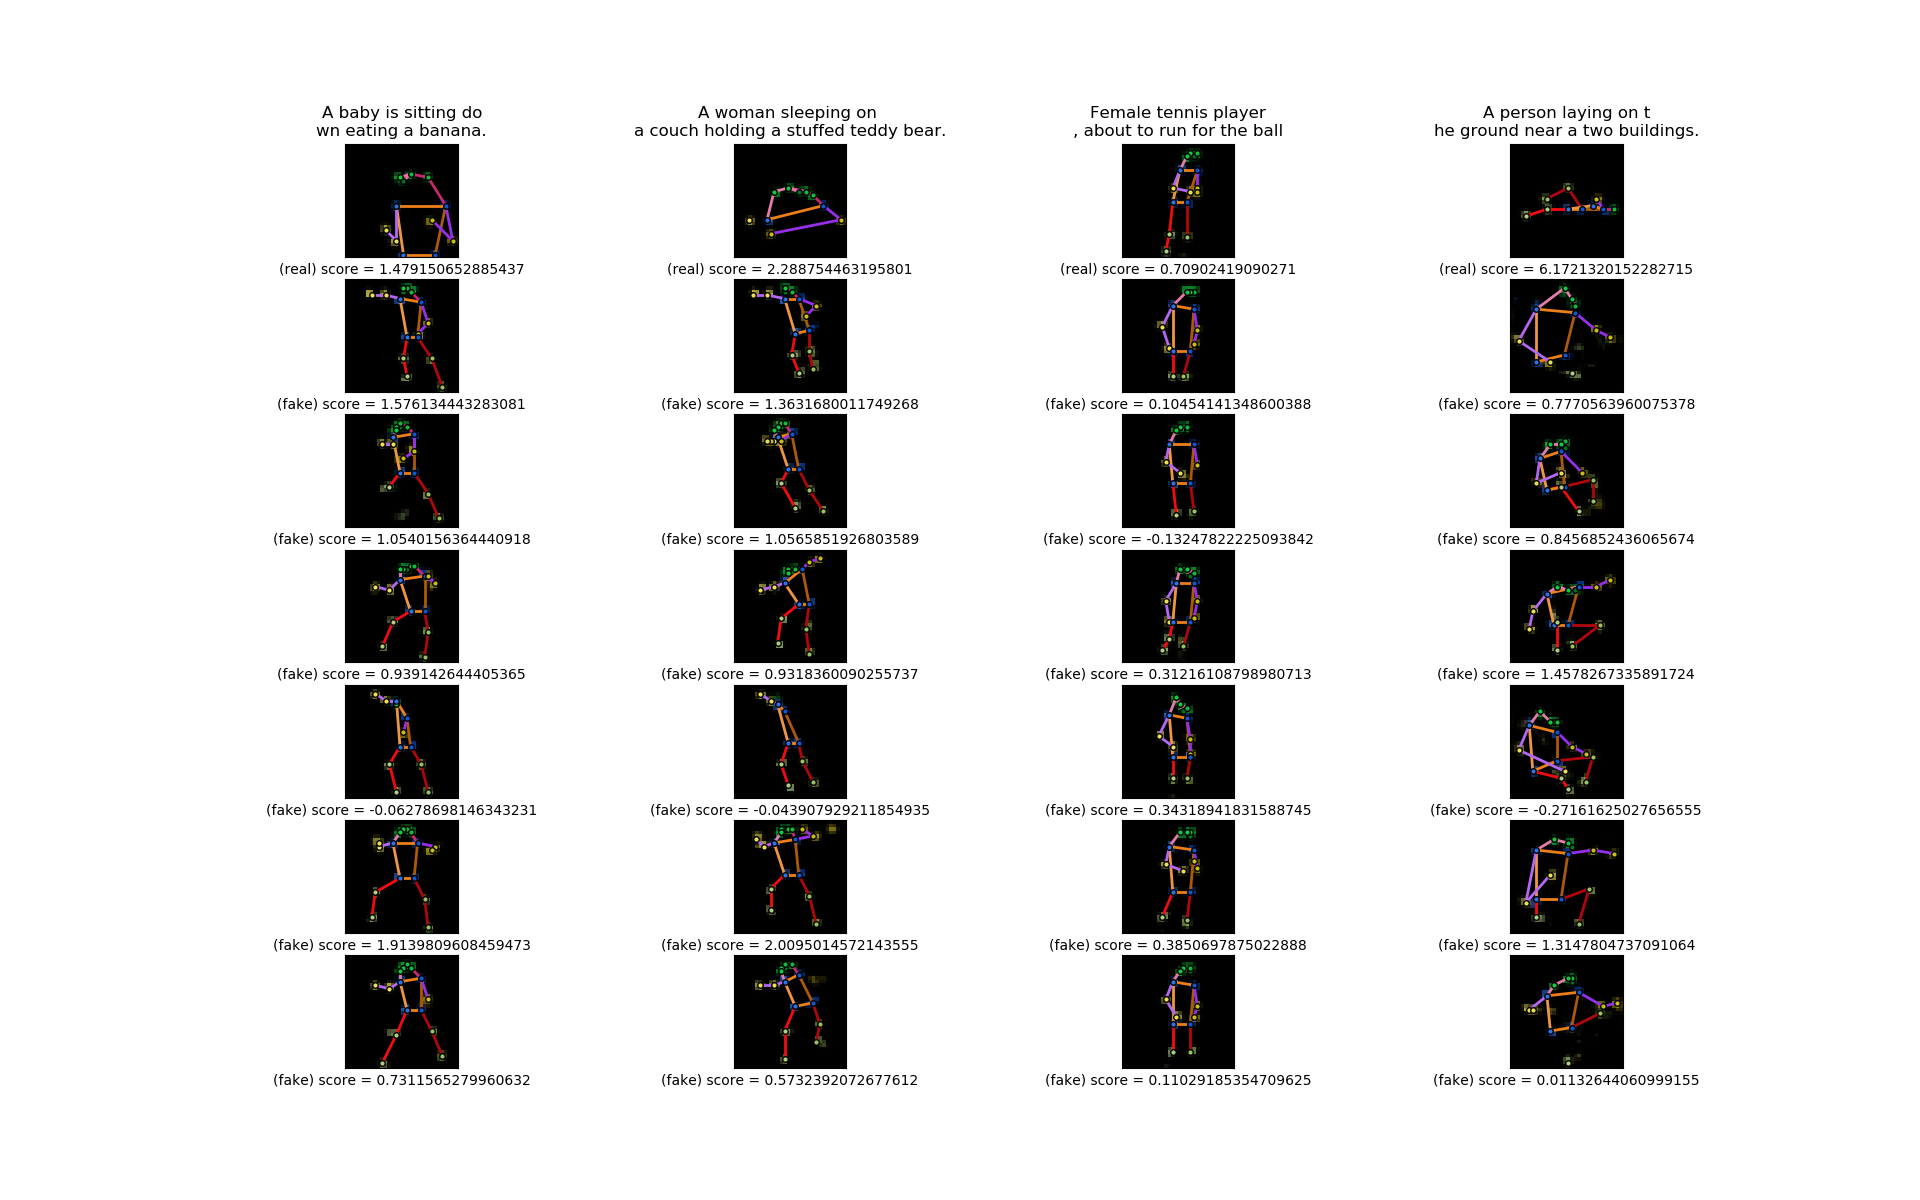 A baby is sitting do
wn eating a banana.
A woman sleeping on
a couch holding a stuffed teddy bear.
Female tennis player
, about to run for the ball
A person laying on t
he ground near a two buildings.
(real) score = 1.479150652885437
(real) score = 2.288754463195801
(real) score = 0.70902419090271
(real) score = 6.1721320152282715
(fake) score = 1.576134443283081
(fake) score = 1.3631680011749268
(fake) score = 0.10454141348600388
(fake) score = 0.7770563960075378
(fake) score = 1.0540156364440918
(fake) score = 1.0565851926803589
(fake) score = -0.13247822225093842
(fake) score = 0.8456852436065674
(fake) score = 0.939142644405365
(fake) score = 0.9318360090255737
(fake) score = 0.31216108798980713
(fake) score = 1.4578267335891724
(fake) score = -0.06278698146343231
(fake) score = -0.043907929211854935
(fake) score = 0.34318941831588745
(fake) score = -0.27161625027656555
(fake) score = 1.9139809608459473
(fake) score = 2.0095014572143555
(fake) score = 0.3850697875022888
(fake) score = 1.3147804737091064
(fake) score = 0.7311565279960632
(fake) score = 0.5732392072677612
(fake) score = 0.11029185354709625
(fake) score = 0.01132644060999155